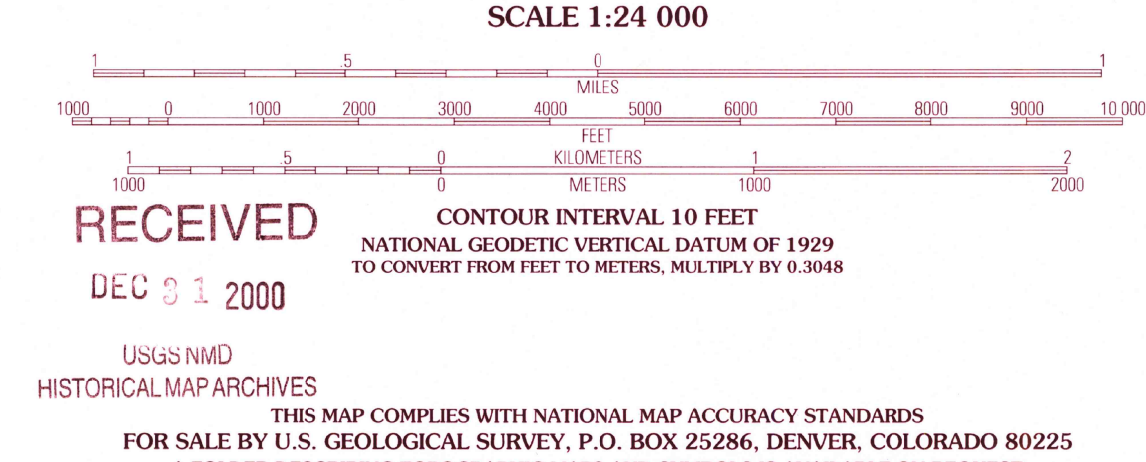 SCALE 1:24 000
1 .5 0 1
MILES
1000 0 1000 2000 3000 4000 5000 6000 7000 8000 9000 10 000
FEET
1 .5 0 KILOMETERS 1 2
1000 0 METERS 1000 2000
RECEIVED
DEC 31 2000
USGS NMD
HISTORICAL MAP ARCHIVES
CONTOUR INTERVAL 10 FEET
NATIONAL GEODETIC VERTICAL DATUM OF 1929
TO CONVERT FROM FEET TO METERS, MULTIPLY BY 0.3048
THIS MAP COMPLIES WITH NATIONAL MAP ACCURACY STANDARDS
FOR SALE BY U.S. GEOLOGICAL SURVEY, P.O. BOX 25286, DENVER, COLORADO 80225